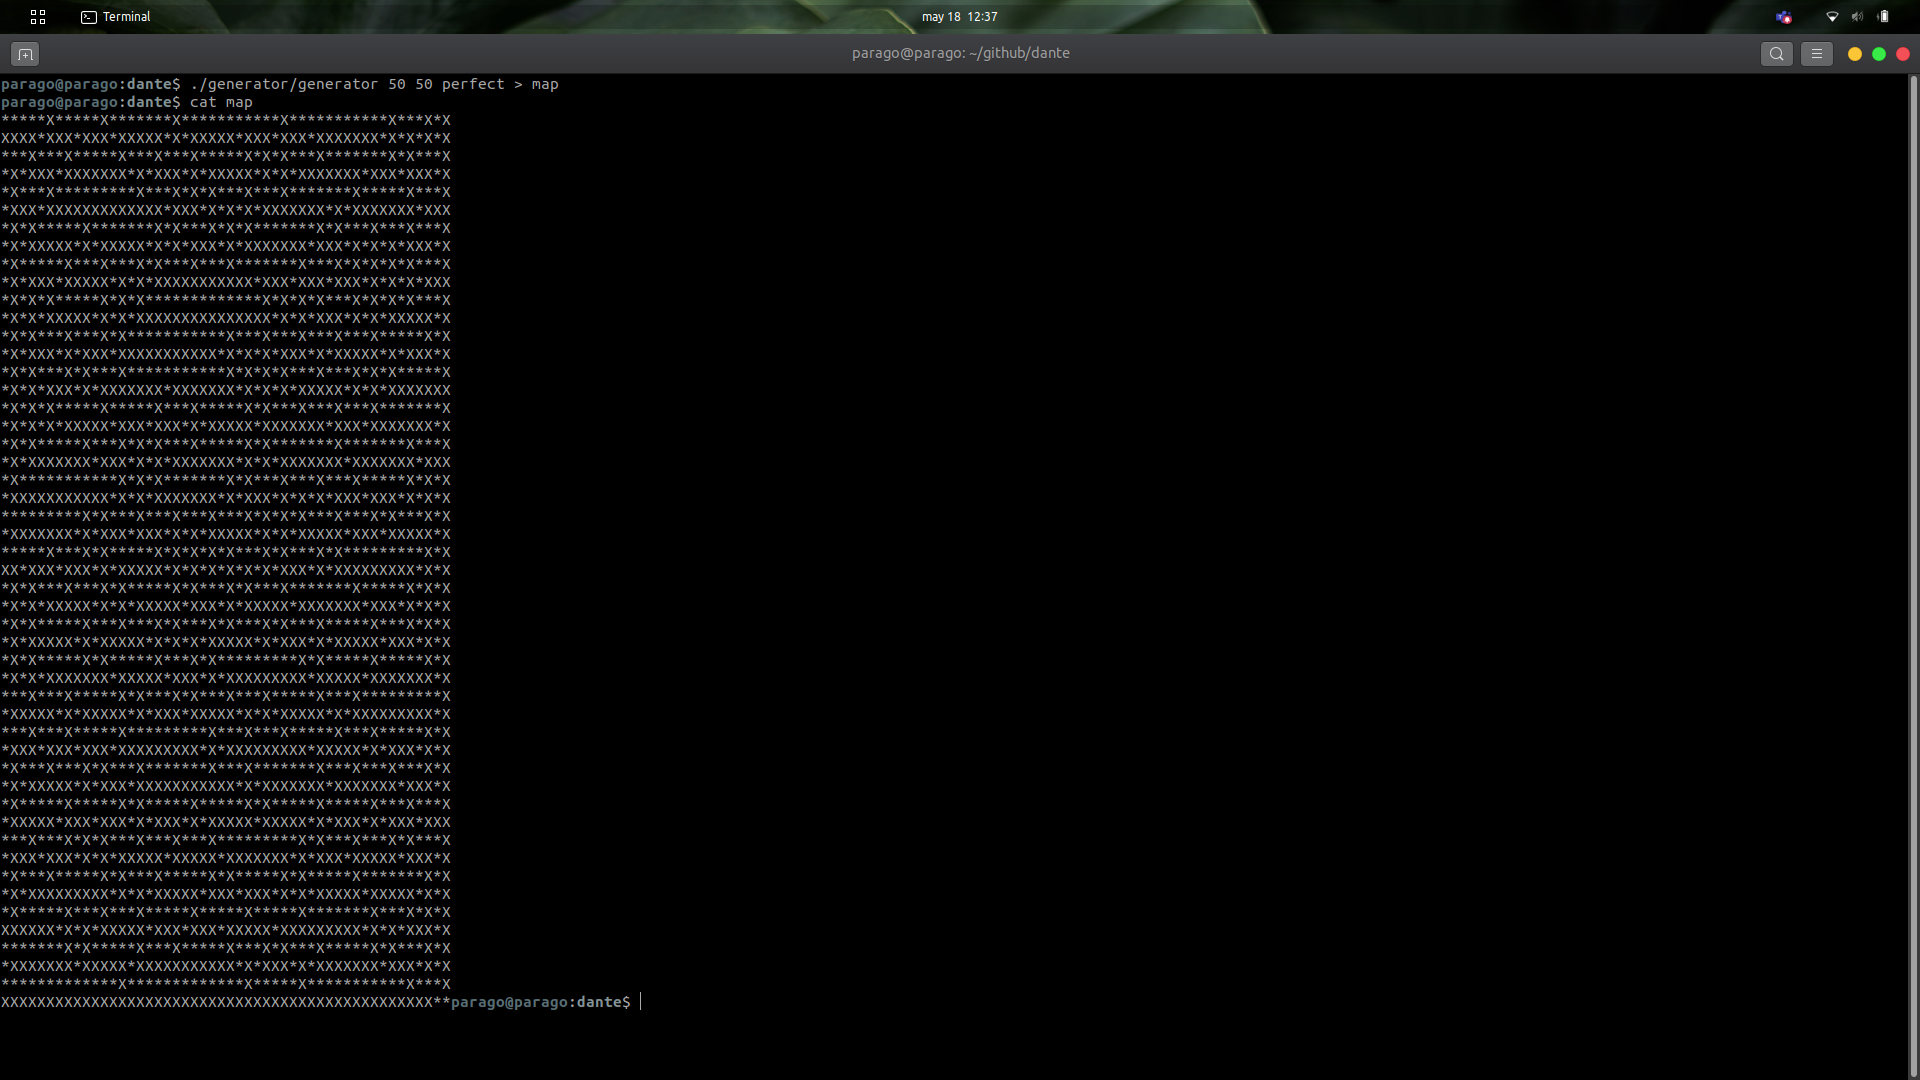 Terminal
may 18 12:37
parago@parago: ~/github/dante
parago@parago:dante$ ./generator/generator 50 50 perfect > map
parago@parago:dante$ cat map
*****X*****X*******X***********X***********X***X*X
XXXX*XXX*XXX*XXXXX*X*XXXXX*XXX*XXX*XXXXXXX*X*X*X*X
***X***X*****X***X***X*****X*X*X***X*******X*X***X
*X*XXX*XXXXXXX*X*XXX*X*XXXXX*X*X*XXXXXXX*XXX*XXX*X
*X***X*********X***X*X*X***X***X*******X*****X***X
*XXX*XXXXXXXXXXXXX*XXX*X*X*X*XXXXXXX*X*XXXXXXX*XXX
*X*X*****X*******X*X***X*X*X*******X*X***X***X***X
*X*XXXXX*X*XXXXX*X*X*XXX*X*XXXXXXX*XXX*X*X*X*XXX*X
*X*****X***X***X*X***X***X*******X***X*X*X*X*X***X
*X*XXX*XXXXX*X*X*XXXXXXXXXXX*XXX*XXX*XXX*X*X*X*XXX
*X*X*X*****X*X*X*************X*X*X*X***X*X*X*X***X
*X*X*XXXXX*X*X*XXXXXXXXXXXXXXX*X*X*XXX*X*X*XXXXX*X
*X*X***X***X*X***********X***X***X***X*X***X*****X*X
*X*XXX*X*XXX*XXXXXXXXXXX*X*X*X*XXX*X*XXXXX*X*XXX*X
*X*X***X*X***X***********X*X*X*X***X***X*X*X*****X
*X*X*XXX*X*XXXXXXX*XXXXXXX*X*X*X*XXXXX*X*X*XXXXXXX
*X*X*X*****X*****X***X*****X*X***X***X***X*******X
*X*X*X*XXXXX*XXX*XXX*X*XXXXX*XXXXXXX*XXX*XXXXXXX*X
*X*X*****X***X*X*X***X*****X*X*******X*******X***X
*X*XXXXXXX*XXX*X*X*XXXXXXX*X*X*XXXXXXX*XXXXXXX*XXX
*X***********X*X*X*******X*X***X***X***X*****X*X*X
*XXXXXXXXXXX*X*X*XXXXXXX*X*XXX*X*X*X*XXX*XXX*X*X*X
*********X*X***X***X***X***X*X*X*X***X***X*X***X*X
*XXXXXXX*X*XXX*XXX*X*X*XXXXX*X*X*XXXXX*XXX*XXXXX*X
*****X***X*X*****X*X*X*X*X***X*X***X*X*********X*X
XX*XXX*XXX*X*XXXXX*X*X*X*X*X*X*XXX*X*XXXXXXXXX*X*X
*X*X***X***X*X*****X*X***X*X***X*******X*****X*X*X
*X*X*XXXXX*X*X*XXXXX*XXX*X*XXXXX*XXXXXXX*XXX*X*X*X
*X*X*****X***X***X*X***X*X***X***X*****X***X*X*X
*X*XXXXX*X*XXXXX*X*X*X*XXXXX*X*XXX*X*XXXXX*XXX*X*X
*X*X*****X*X*****X***X*X*********X*X*****X*****X*X
*X*X*XXXXXXX*XXXXX*XXX*X*XXXXXXXXX*XXXXX*XXXXXXX*X
***X***X*****X*X***X*X***X***X***X*****X***X*********X
*XXXXX*X*XXXXX*X*XXX*XXXXX*X*X*XXXXX*X*XXXXXXXXX*X
***X***X*****X*********X***X***X*****X***X*****X*X
*XXX*XXX*XXX*XXXXXXXXX*X*XXXXXXXXX*XXXXX*X*XXX*X*X
*X***X***X*X***X*******X***X*******X***X***X***X*X
*X*XXXXX*X*XXX*XXXXXXXXXXX*X*XXXXXXX*XXXXXXX*XXX*X
*X*****X*****X*X*****X*****X*X*****X*****X***X***X
*XXXXX*XXXXX*XXX*XXX*X*XXXXX*XXXXX*X*XXX*X*XXX*XXX
***X***X*X*X***X***X***X*********X*X***X*X***X***X
*XXX*XXX*X*X*XXXXX*XXXXX*XXXXXXX*X*XXX*XXXXX*XXXXX*X
*X***X*****X***X***X*****X*X*****X*X***X*****X*******X*X
*X*XXXXXXXXX*X*X*XXXXX*XXX*XXX*X*X*XXXXX*XXXXX*X*X
*X*****X***X***X*****X*****X*****X*******X***X*X*X
XXXXXX*X*X*XXXXX*XXX*XXX*XXXXX*XXXXXXXXX*X*X*XXX*X
*******X*X*****X***X*****X***X*X***X*****X*X***X*X
*XXXXXXX*XXXXX*XXXXXXXXXXX*X*XXX*X*XXXXXXX*XXX*X*X
*************X*************X*****X***********X***X
XXXXXXXXXXXXXXXXXXXXXXXXXXXXXXXXXXXXXXXXXXXXXXXX**parago@parago:dante$